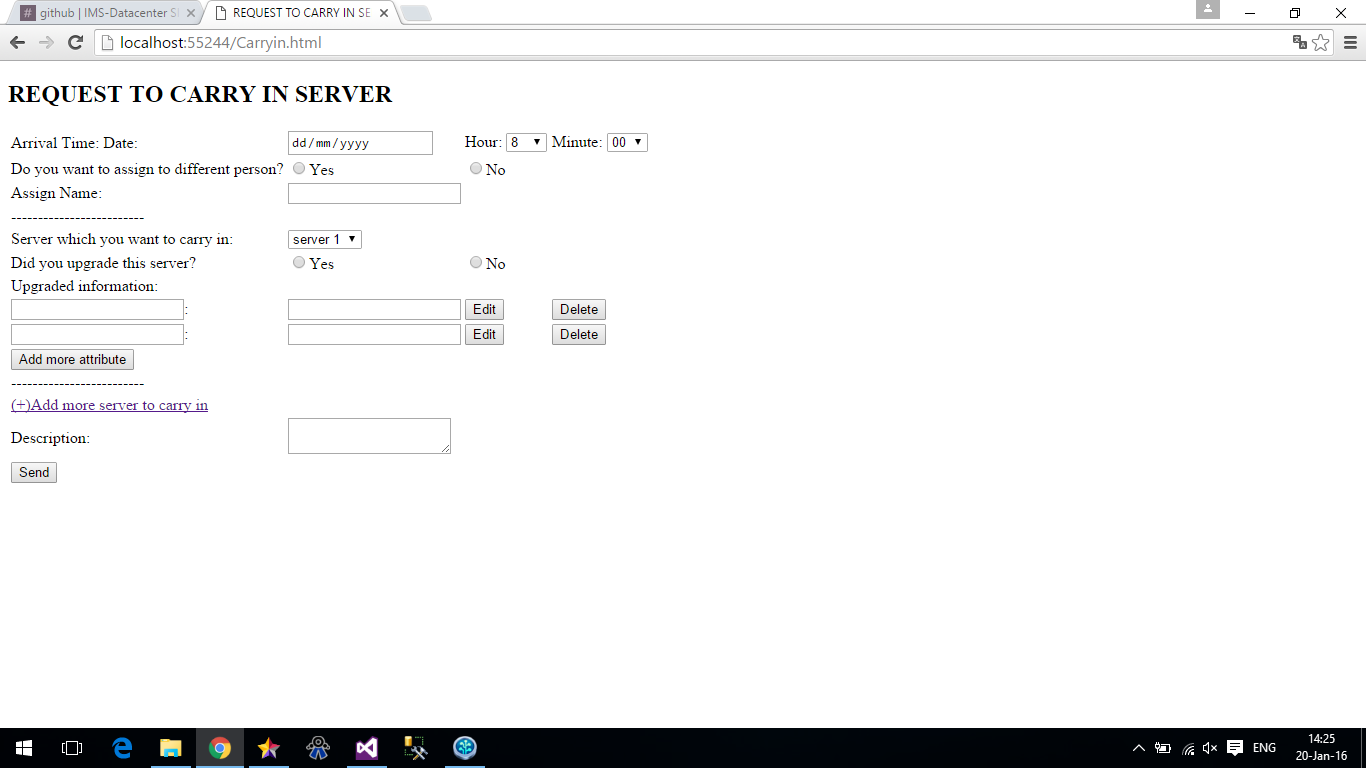 github | IMS-Datacenter S
REQUEST TO CARRY IN SE
localhost:55244/Carryin.html
REQUEST TO CARRY IN SERVER
Arrival Time: Date: dd/mm/yyyy Hour: 8 Minute: 00
Do you want to assign to different person? Yes No
Assign Name:
-------------------------
Server which you want to carry in: server 1
Did you upgrade this server? Yes No
Upgraded information:
: Edit Delete
: Edit Delete
Add more attribute
-------------------------
(+)Add more server to carry in
Description:
Send
ENG
14:25
20-Jan-16